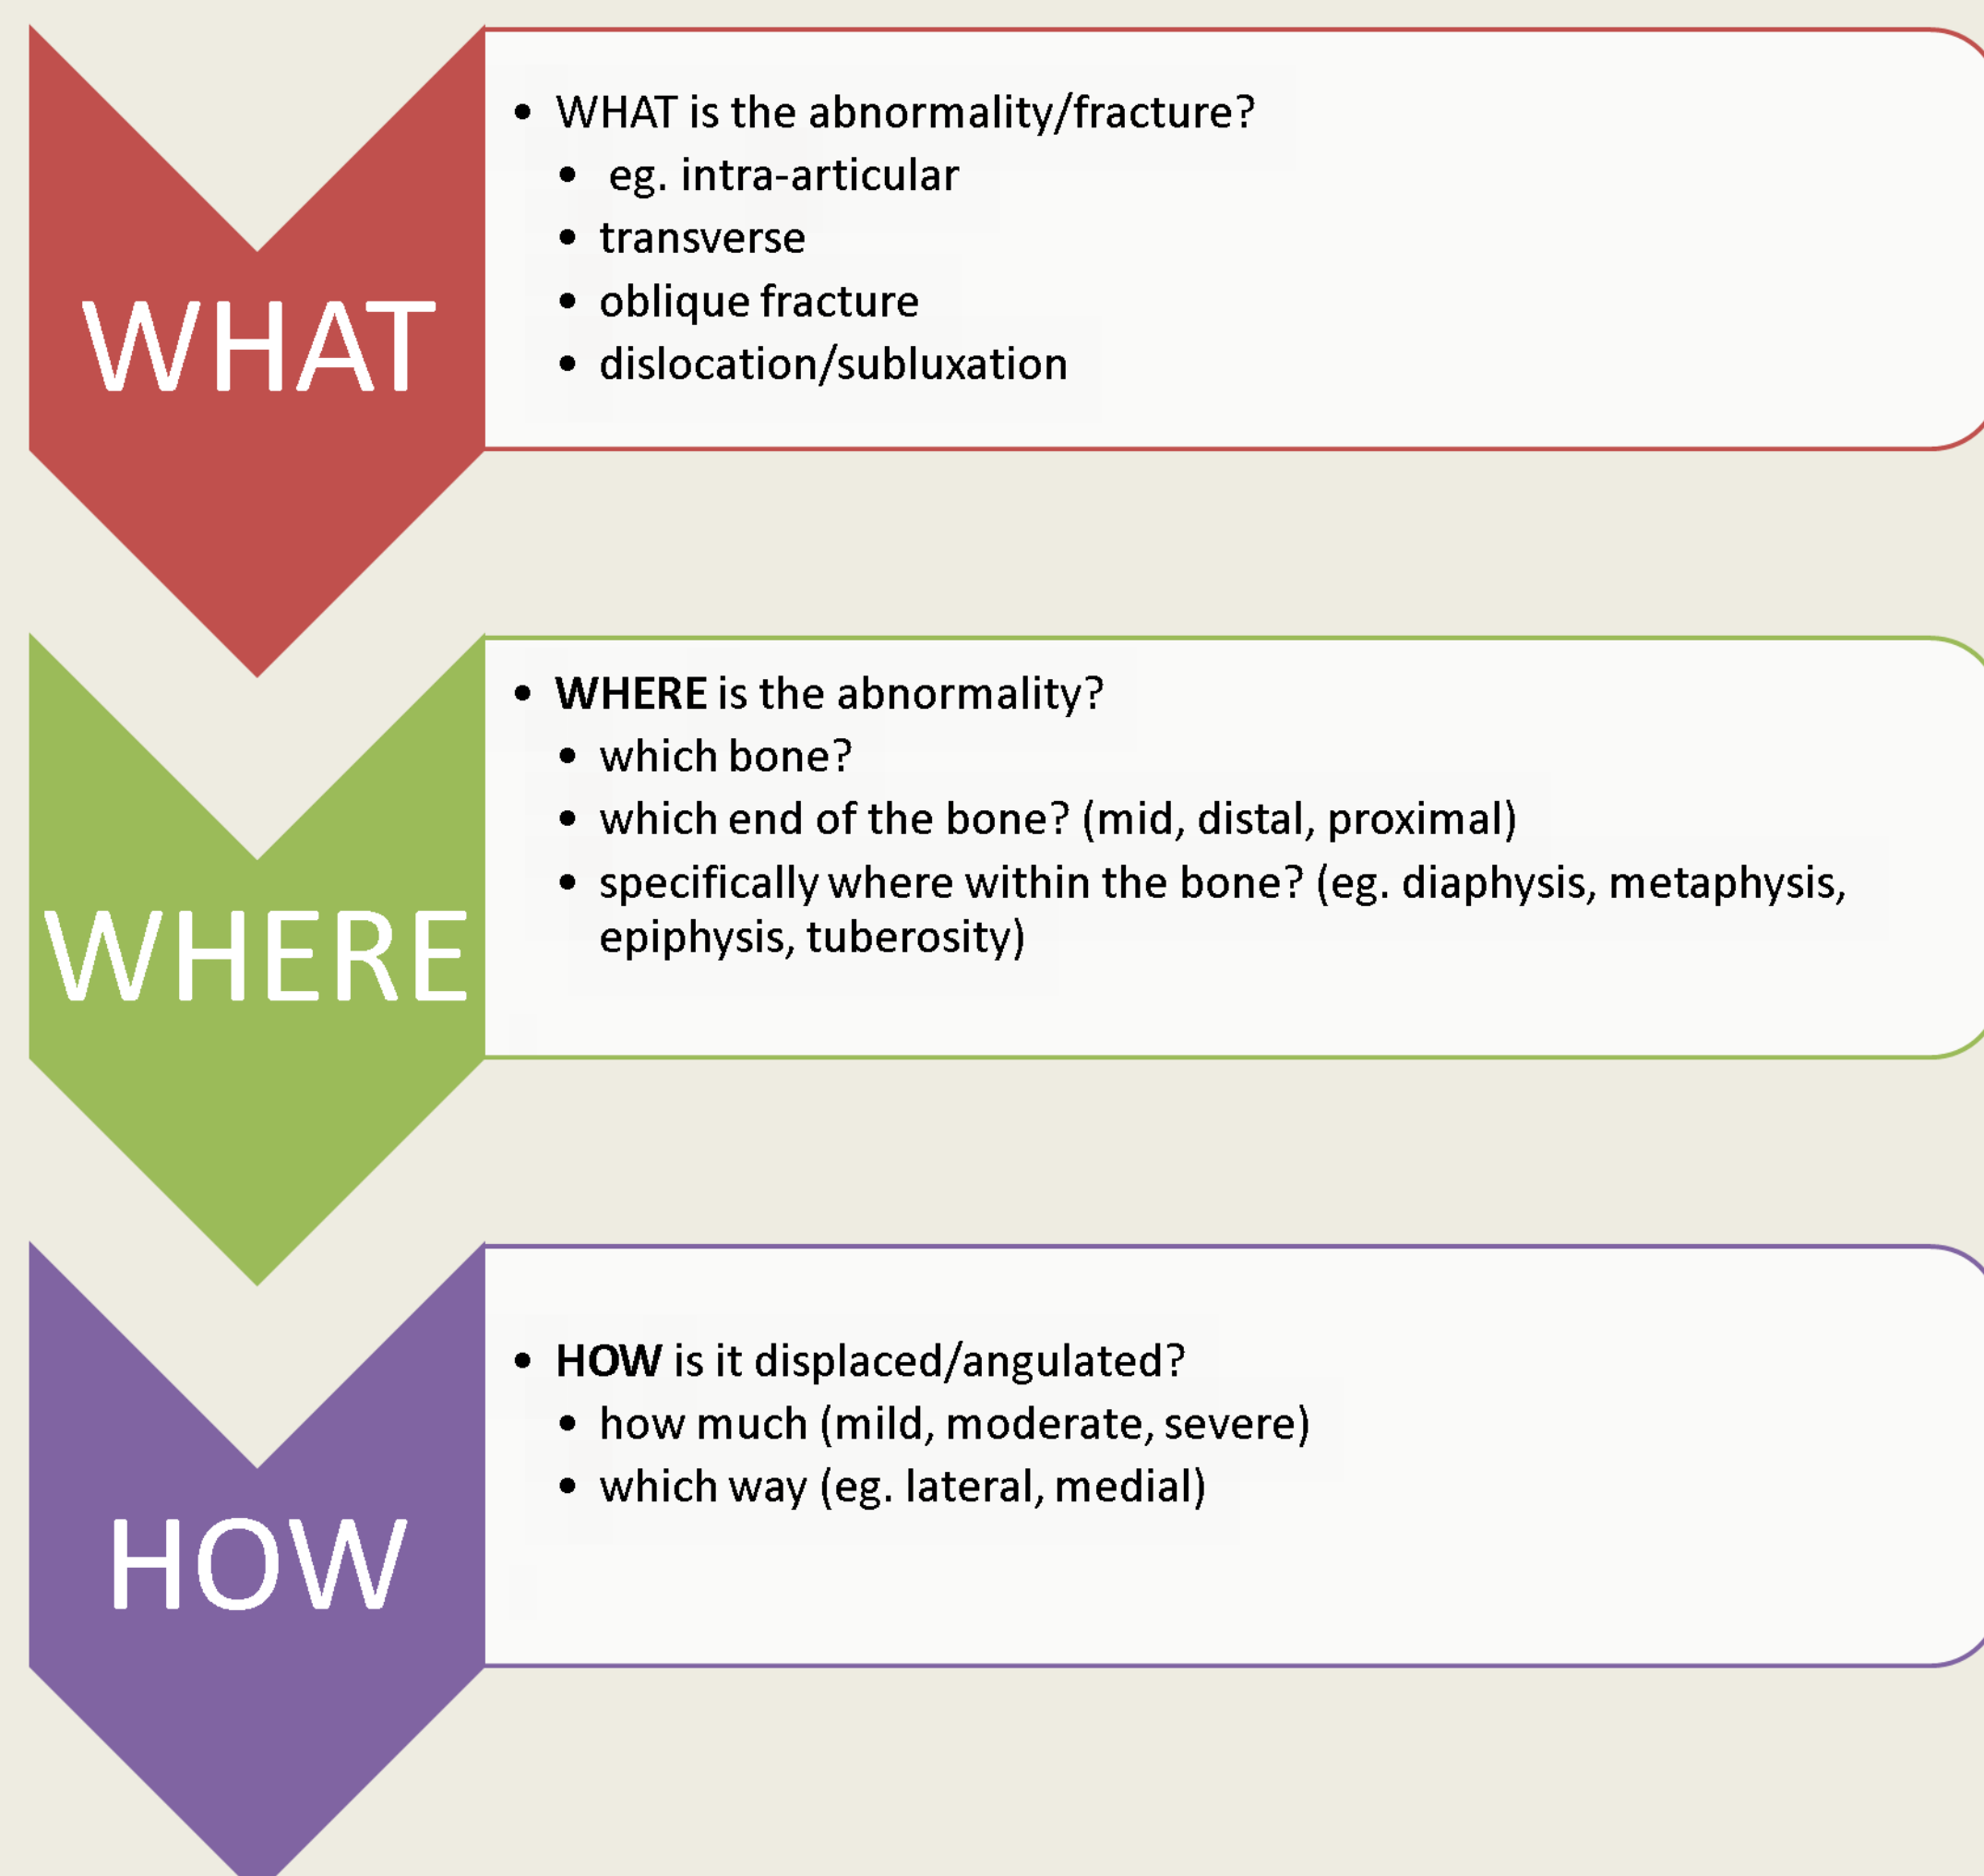 WHAT
• WHAT is the abnormality/fracture?
• eg. intra-articular
• transverse
• oblique fracture
• dislocation/subluxation
WHERE
• WHERE is the abnormality?
• which bone?
• which end of the bone? (mid, distal, proximal)
• specifically where within the bone? (eg. diaphysis, metaphysis,
epiphysis, tuberosity)
HOW
• HOW is it displaced/angulated?
• how much (mild, moderate, severe)
• which way (eg. lateral, medial)